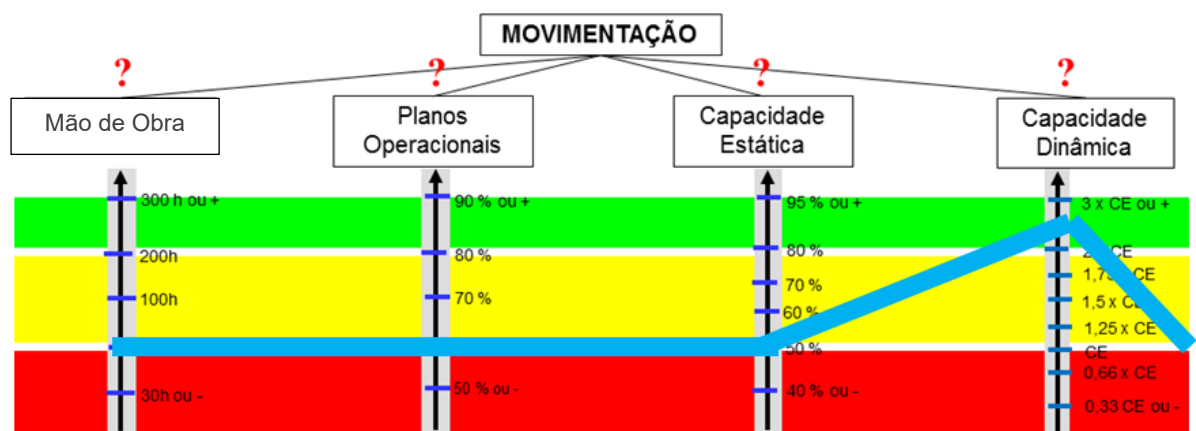 MOVIMENTAÇÃO
? ? ? ?
Mão de Obra
Planos
Operacionais
Capacidade
Estática
Capacidade
Dinâmica
300 h ou +
200h
100h
30h ou -
90 % ou +
80 %
70 %
50 % ou -
95 % ou +
80 %
70 %
60 %
50 %
40 % ou -
3 x CE ou +
CE
CE
1,5 x CE
1,25 x CE
CE
0,66 x CE
0,33 CE ou -